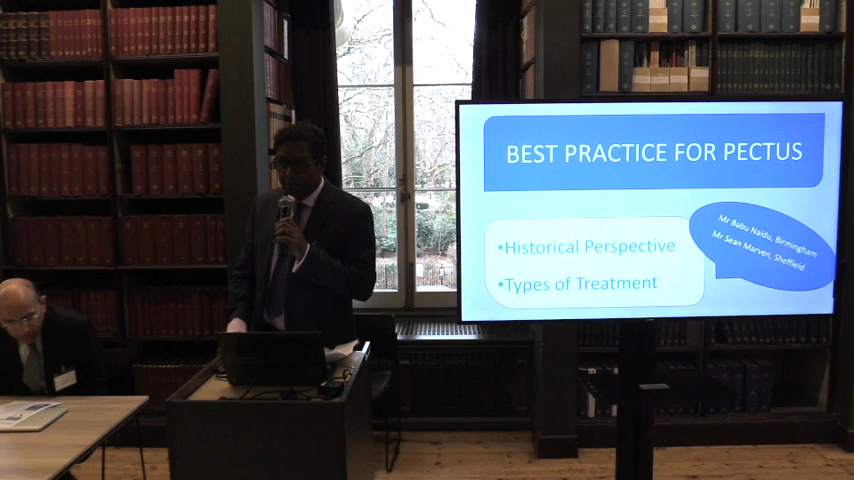 BEST PRACTICE FOR PECTUS
Mr Babu Naidu, Birmingham
Mr Sean Marven, Sheffield
•Historical Perspective
•Types of Treatment